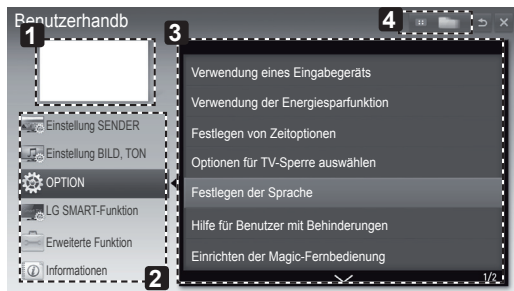 Benutzerhandb
1
2
3
4
Einstellung SENDER
Einstellung BILD, TON
OPTION
LG SMART-Funktion
Erweiterte Funktion
Informationen
Verwendung eines Eingabegeräts
Verwendung der Energiesparfunktion
Festlegen von Zeitoptionen
Optionen für TV-Sperre auswählen
Festlegen der Sprache
Hilfe für Benutzer mit Behinderungen
Einrichten der Magic-Fernbedienung
1/2